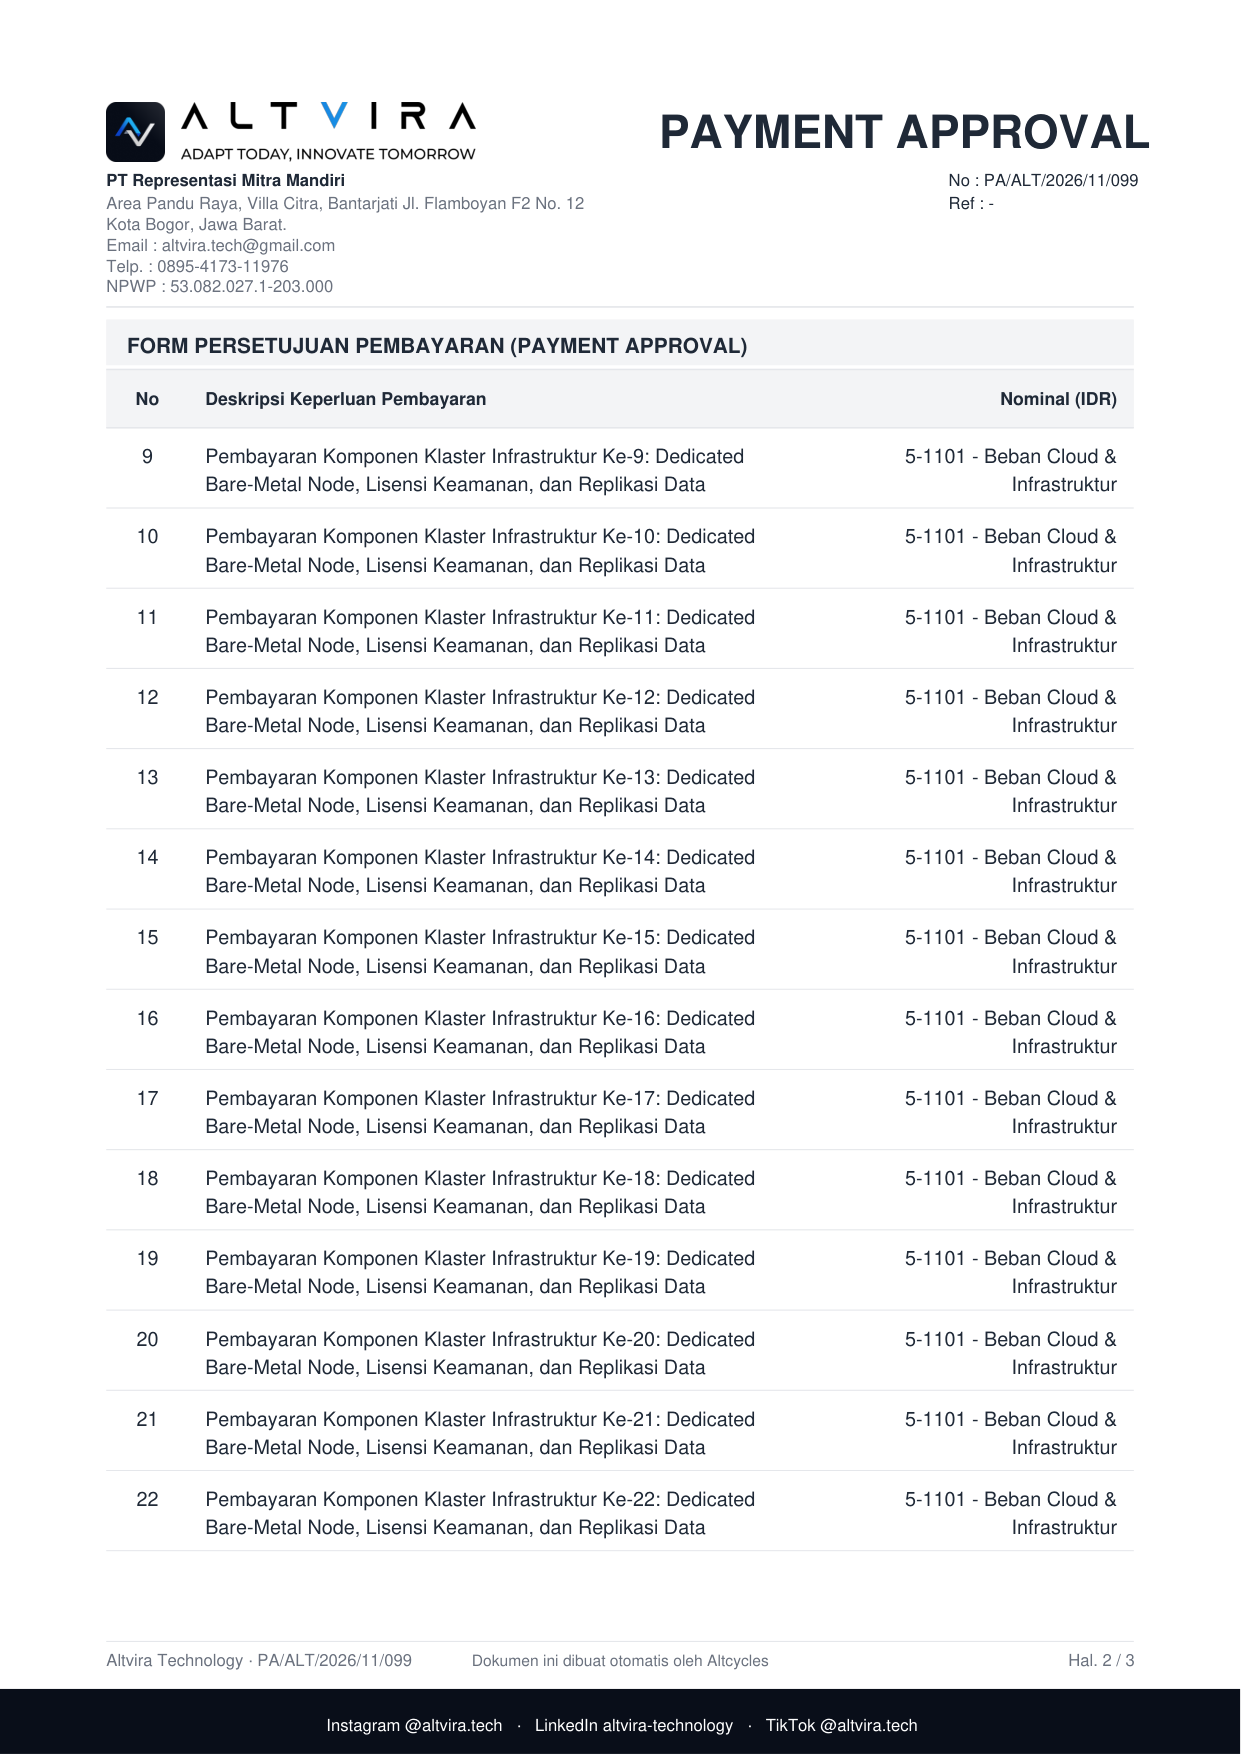 ALTVIRA
ADAPT TODAY, INNOVATE TOMORROW
PAYMENT APPROVAL
PT Representasi Mitra Mandiri
Area Pandu Raya, Villa Citra, Bantarjati Jl. Flamboyan F2 No. 12
Kota Bogor, Jawa Barat.
Email : altvira.tech@gmail.com
Telp. : 0895-4173-11976
NPWP : 53.082.027.1-203.000
No : PA/ALT/2026/11/099
Ref : -
FORM PERSETUJUAN PEMBAYARAN (PAYMENT APPROVAL)
No Deskripsi Keperluan Pembayaran Nominal (IDR)
9 Pembayaran Komponen Klaster Infrastruktur Ke-9: Dedicated 5-1101 - Beban Cloud &
Bare-Metal Node, Lisensi Keamanan, dan Replikasi Data Infrastruktur
10 Pembayaran Komponen Klaster Infrastruktur Ke-10: Dedicated 5-1101 - Beban Cloud &
Bare-Metal Node, Lisensi Keamanan, dan Replikasi Data Infrastruktur
11 Pembayaran Komponen Klaster Infrastruktur Ke-11: Dedicated 5-1101 - Beban Cloud &
Bare-Metal Node, Lisensi Keamanan, dan Replikasi Data Infrastruktur
12 Pembayaran Komponen Klaster Infrastruktur Ke-12: Dedicated 5-1101 - Beban Cloud &
Bare-Metal Node, Lisensi Keamanan, dan Replikasi Data Infrastruktur
13 Pembayaran Komponen Klaster Infrastruktur Ke-13: Dedicated 5-1101 - Beban Cloud &
Bare-Metal Node, Lisensi Keamanan, dan Replikasi Data Infrastruktur
14 Pembayaran Komponen Klaster Infrastruktur Ke-14: Dedicated 5-1101 - Beban Cloud &
Bare-Metal Node, Lisensi Keamanan, dan Replikasi Data Infrastruktur
15 Pembayaran Komponen Klaster Infrastruktur Ke-15: Dedicated 5-1101 - Beban Cloud &
Bare-Metal Node, Lisensi Keamanan, dan Replikasi Data Infrastruktur
16 Pembayaran Komponen Klaster Infrastruktur Ke-16: Dedicated 5-1101 - Beban Cloud &
Bare-Metal Node, Lisensi Keamanan, dan Replikasi Data Infrastruktur
17 Pembayaran Komponen Klaster Infrastruktur Ke-17: Dedicated 5-1101 - Beban Cloud &
Bare-Metal Node, Lisensi Keamanan, dan Replikasi Data Infrastruktur
18 Pembayaran Komponen Klaster Infrastruktur Ke-18: Dedicated 5-1101 - Beban Cloud &
Bare-Metal Node, Lisensi Keamanan, dan Replikasi Data Infrastruktur
19 Pembayaran Komponen Klaster Infrastruktur Ke-19: Dedicated 5-1101 - Beban Cloud &
Bare-Metal Node, Lisensi Keamanan, dan Replikasi Data Infrastruktur
20 Pembayaran Komponen Klaster Infrastruktur Ke-20: Dedicated 5-1101 - Beban Cloud &
Bare-Metal Node, Lisensi Keamanan, dan Replikasi Data Infrastruktur
21 Pembayaran Komponen Klaster Infrastruktur Ke-21: Dedicated 5-1101 - Beban Cloud &
Bare-Metal Node, Lisensi Keamanan, dan Replikasi Data Infrastruktur
22 Pembayaran Komponen Klaster Infrastruktur Ke-22: Dedicated 5-1101 - Beban Cloud &
Bare-Metal Node, Lisensi Keamanan, dan Replikasi Data Infrastruktur
Altvira Technology · PA/ALT/2026/11/099 Dokumen ini dibuat otomatis oleh Altcycles Hal. 2 / 3
Instagram @altvira.tech · LinkedIn altvira-technology · TikTok @altvira.tech